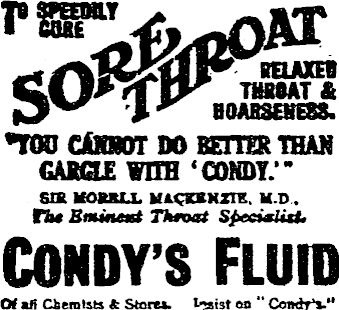 TO SPEEDILY
CURE
SORE THROAT
RELAXED
THROAT &
HOARSENESS.
"YOU CANNOT DO BETTER THAN
GARGLE WITH 'CONDY.'"
SIR MORELL MACKENZIE, M.D.,
The Eminent Throat Specialist.
CONDY'S FLUID
Of all Chemists & Stores. Insist on "Condy's."